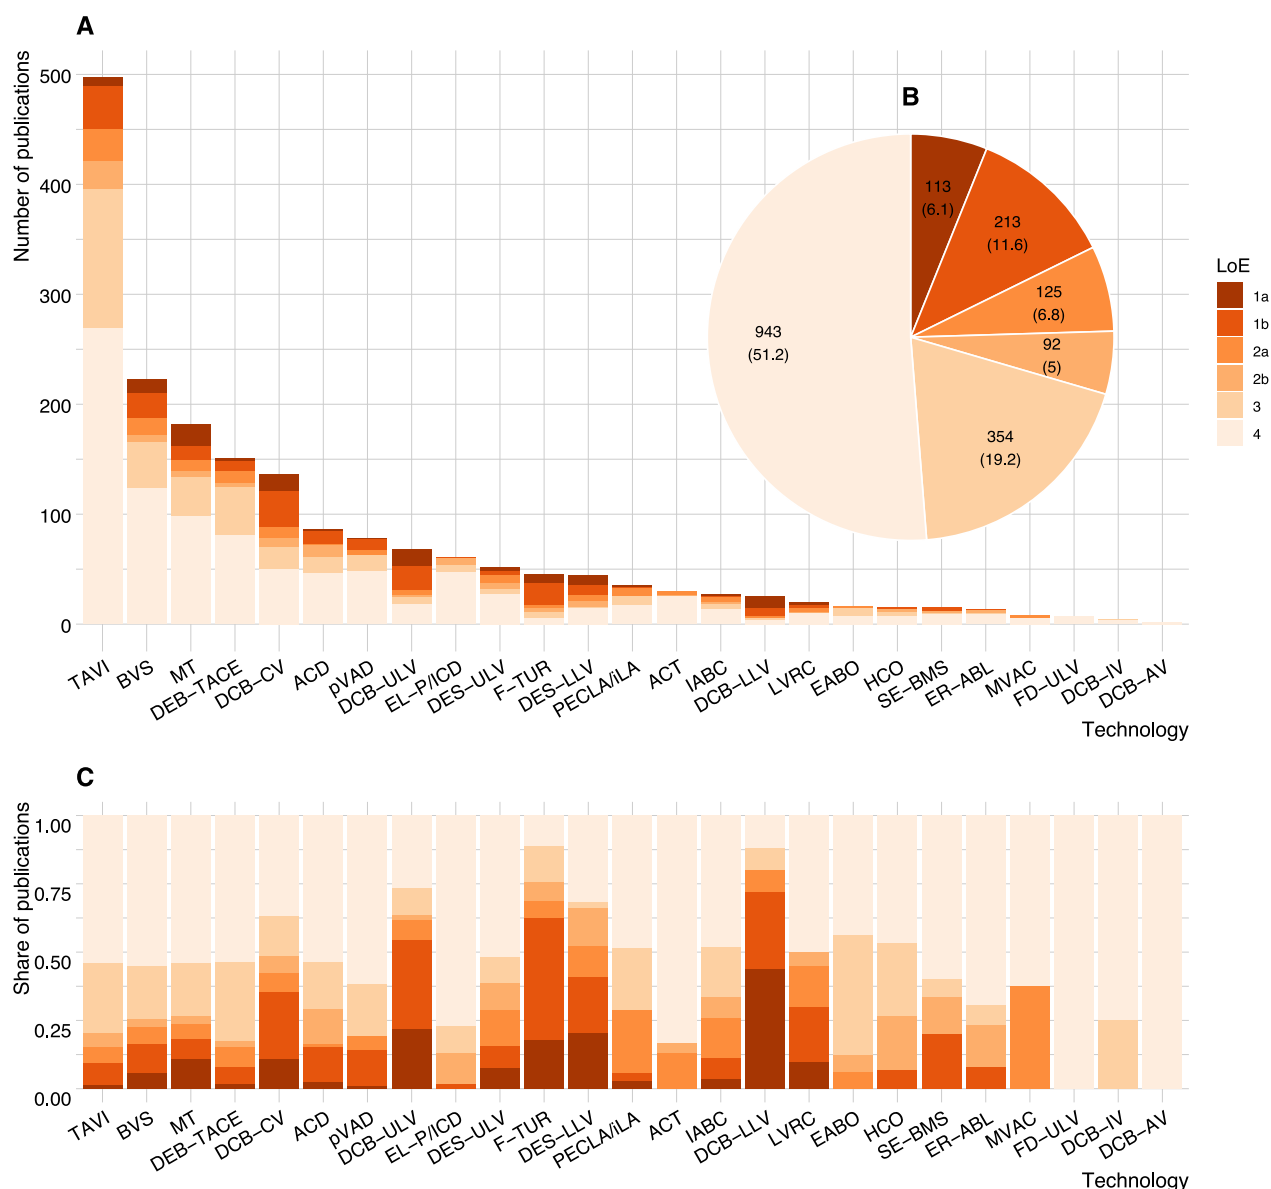 A
Number of publications
500
400
300
200
100
0
TAVI
BVS
MT
DEB−TACE
DCB−CV
ACD
pVAD
DCB−ULV
EL−P/ICD
DES−ULV
F−TUR
DES−LLV
PECLA/iLA
ACT
IABC
DCB−LLV
LVRC
EABO
HCO
SE−BMS
ER−ABL
MVAC
FD−ULV
DCB−IV
DCB−AV
Technology
B
113
(6.1)
213
(11.6)
125
(6.8)
92
(5)
354
(19.2)
943
(51.2)
LoE
1a
1b
2a
2b
3
4
C
Share of publications
1.00
0.75
0.50
0.25
0.00
TAVI
BVS
MT
DEB−TACE
DCB−CV
ACD
pVAD
DCB−ULV
EL−P/ICD
DES−ULV
F−TUR
DES−LLV
PECLA/iLA
ACT
IABC
DCB−LLV
LVRC
EABO
HCO
SE−BMS
ER−ABL
MVAC
FD−ULV
DCB−IV
DCB−AV
Technology